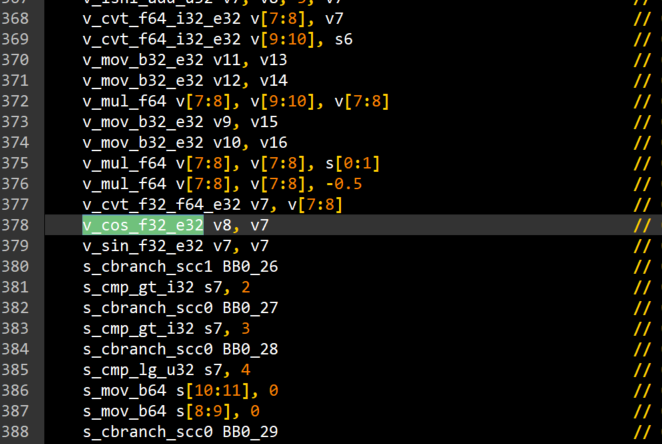 368 v_cvt_f64_i32_e32 v[7:8], v7 //
369 v_cvt_f64_i32_e32 v[9:10], s6 //
370 v_mov_b32_e32 v11, v13 //
371 v_mov_b32_e32 v12, v14 //
372 v_mul_f64 v[7:8], v[9:10], v[7:8] //
373 v_mov_b32_e32 v9, v15 //
374 v_mov_b32_e32 v10, v16 //
375 v_mul_f64 v[7:8], v[7:8], s[0:1] //
376 v_mul_f64 v[7:8], v[7:8], -0.5 //
377 v_cvt_f32_f64_e32 v7, v[7:8] //
378 v_cos_f32_e32 v8, v7 //
379 v_sin_f32_e32 v7, v7 //
380 s_cbranch_scc1 BB0_26 //
381 s_cmp_gt_i32 s7, 2 //
382 s_cbranch_scc0 BB0_27 //
383 s_cmp_gt_i32 s7, 3 //
384 s_cbranch_scc0 BB0_28 //
385 s_cmp_lg_u32 s7, 4 //
386 s_mov_b64 s[10:11], 0 //
387 s_mov_b64 s[8:9], 0 //
388 s_cbranch_scc0 BB0_29 //